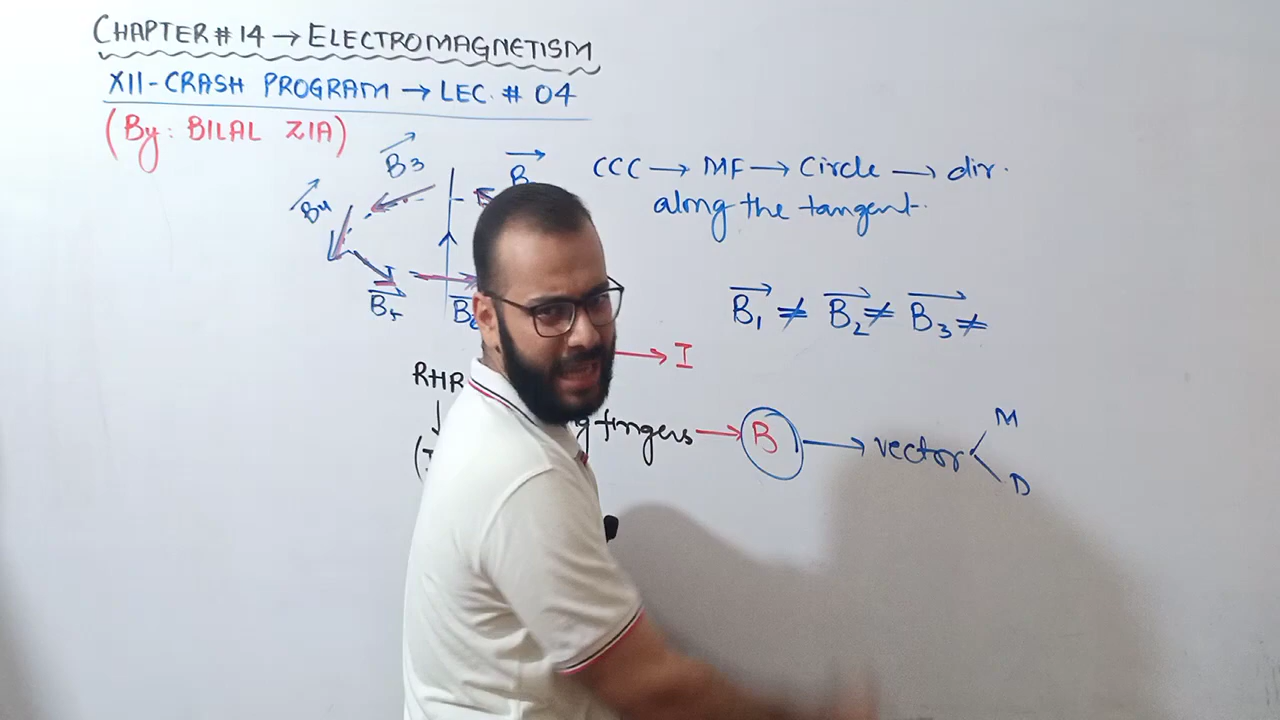 CHAPTER # 14 → ELECTROMAGNETISM
XII-CRASH PROGRAM → LEC. # 04
(By: BILAL ZIA)
B3
B
B4
B5
CCC → MF → Circle → dir.
along the tangent.
B1 ≠ B2 ≠ B3 ≠
→ I
RHR
fingers → B → vector
M
D